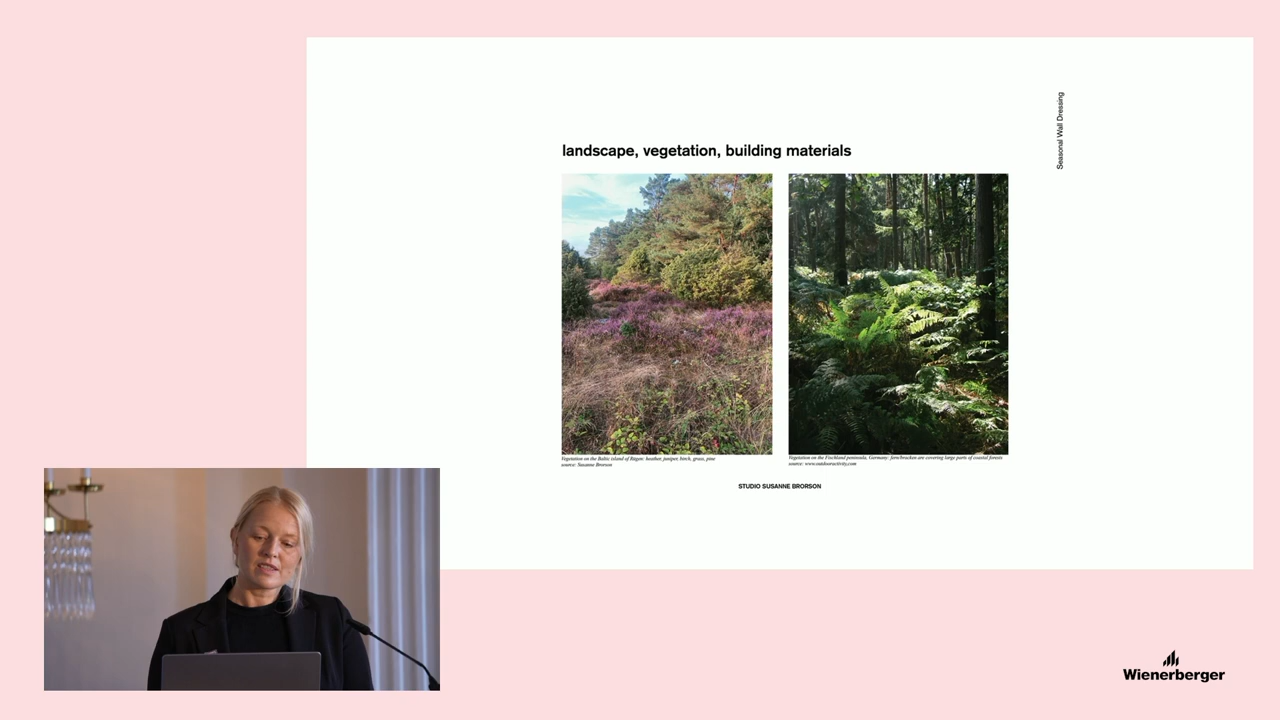 landscape, vegetation, building materials
Seasonal Wall Dressing
Vegetation on the Baltic island of Rügen: heather, juniper, birch, grass, pine
source: Susanne Brorson
Vegetation on the Fischland peninsula, Germany: fern/bracken are covering large parts of coastal forests
source: www.outdooractivity.com
STUDIO SUSANNE BRORSON
Wienerberger